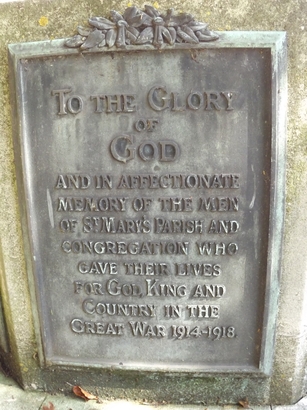 To the Glory
of
God
and in affectionate
memory of the men
of St Mary's Parish and
congregation who
gave their lives
for God, King and
Country in the
Great War 1914-1918